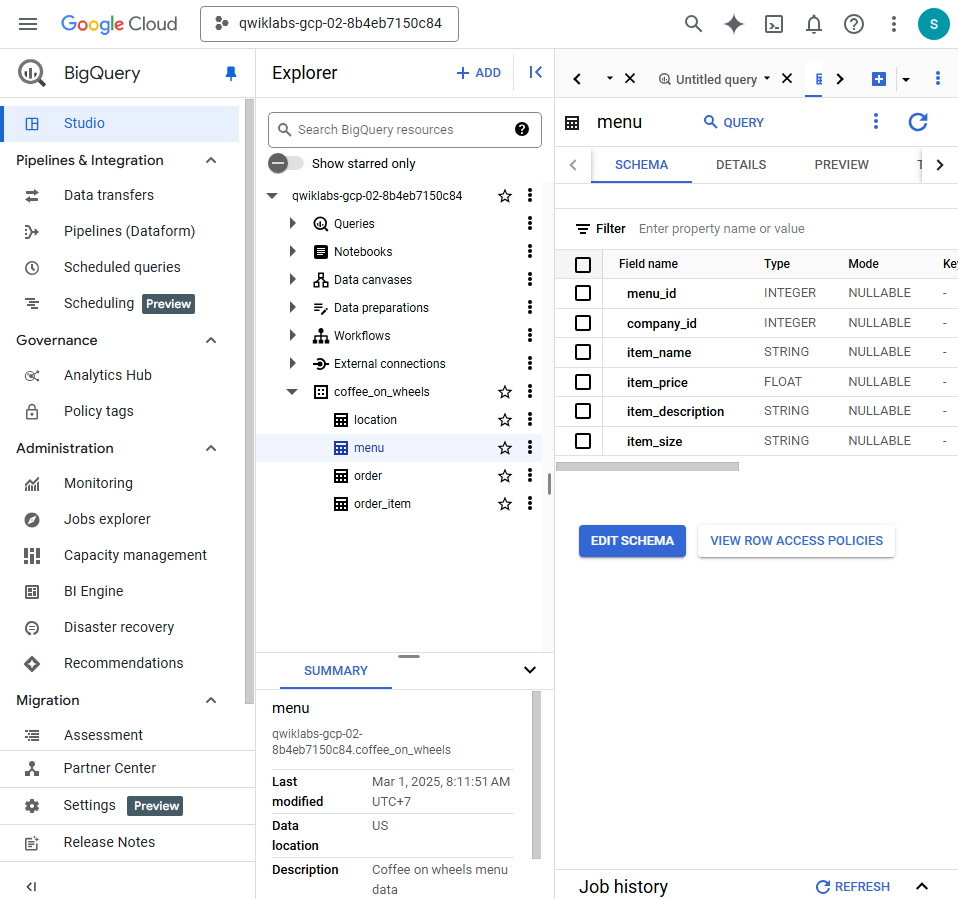 Google Cloud
qwiklabs-gcp-02-8b4eb7150c84
S
BigQuery
Studio
Pipelines & Integration
Data transfers
Pipelines (Dataform)
Scheduled queries
Scheduling Preview
Governance
Analytics Hub
Policy tags
Administration
Monitoring
Jobs explorer
Capacity management
BI Engine
Disaster recovery
Recommendations
Migration
Assessment
Partner Center
Settings Preview
Release Notes
Explorer
ADD
Search BigQuery resources
Show starred only
qwiklabs-gcp-02-8b4eb7150c84
Queries
Notebooks
Data canvases
Data preparations
Workflows
External connections
coffee_on_wheels
location
menu
order
order_item
SUMMARY
menu
qwiklabs-gcp-02-
8b4eb7150c84.coffee_on_wheels
Last modified Mar 1, 2025, 8:11:51 AM UTC+7
Data location US
Description Coffee on wheels menu data
Untitled query
menu
QUERY
SCHEMA DETAILS PREVIEW
Filter Enter property name or value
Field name Type Mode Key
menu_id INTEGER NULLABLE -
company_id INTEGER NULLABLE -
item_name STRING NULLABLE -
item_price FLOAT NULLABLE -
item_description STRING NULLABLE -
item_size STRING NULLABLE -
EDIT SCHEMA VIEW ROW ACCESS POLICIES
Job history REFRESH